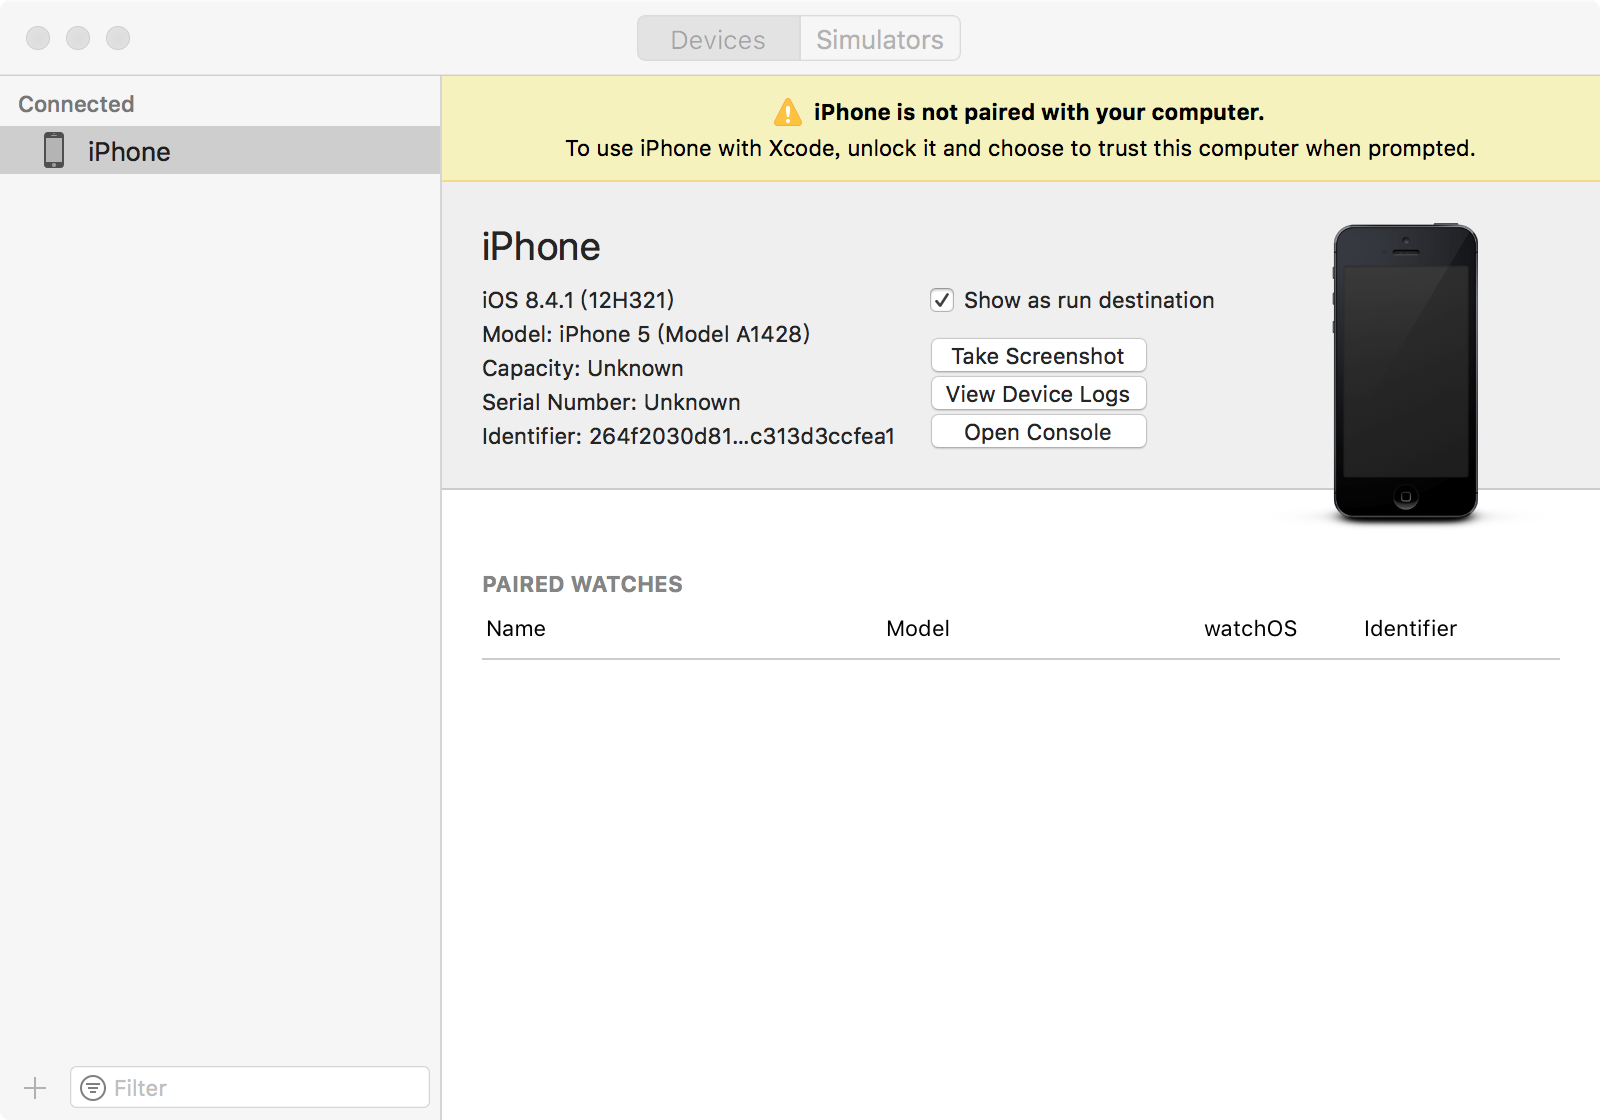 Devices
Simulators
Connected
iPhone
iPhone is not paired with your computer.
To use iPhone with Xcode, unlock it and choose to trust this computer when prompted.
iPhone
iOS 8.4.1 (12H321)
Model: iPhone 5 (Model A1428)
Capacity: Unknown
Serial Number: Unknown
Identifier: 264f2030d81...c313d3ccfea1
Show as run destination
Take Screenshot
View Device Logs
Open Console
PAIRED WATCHES
Name Model watchOS Identifier
Filter